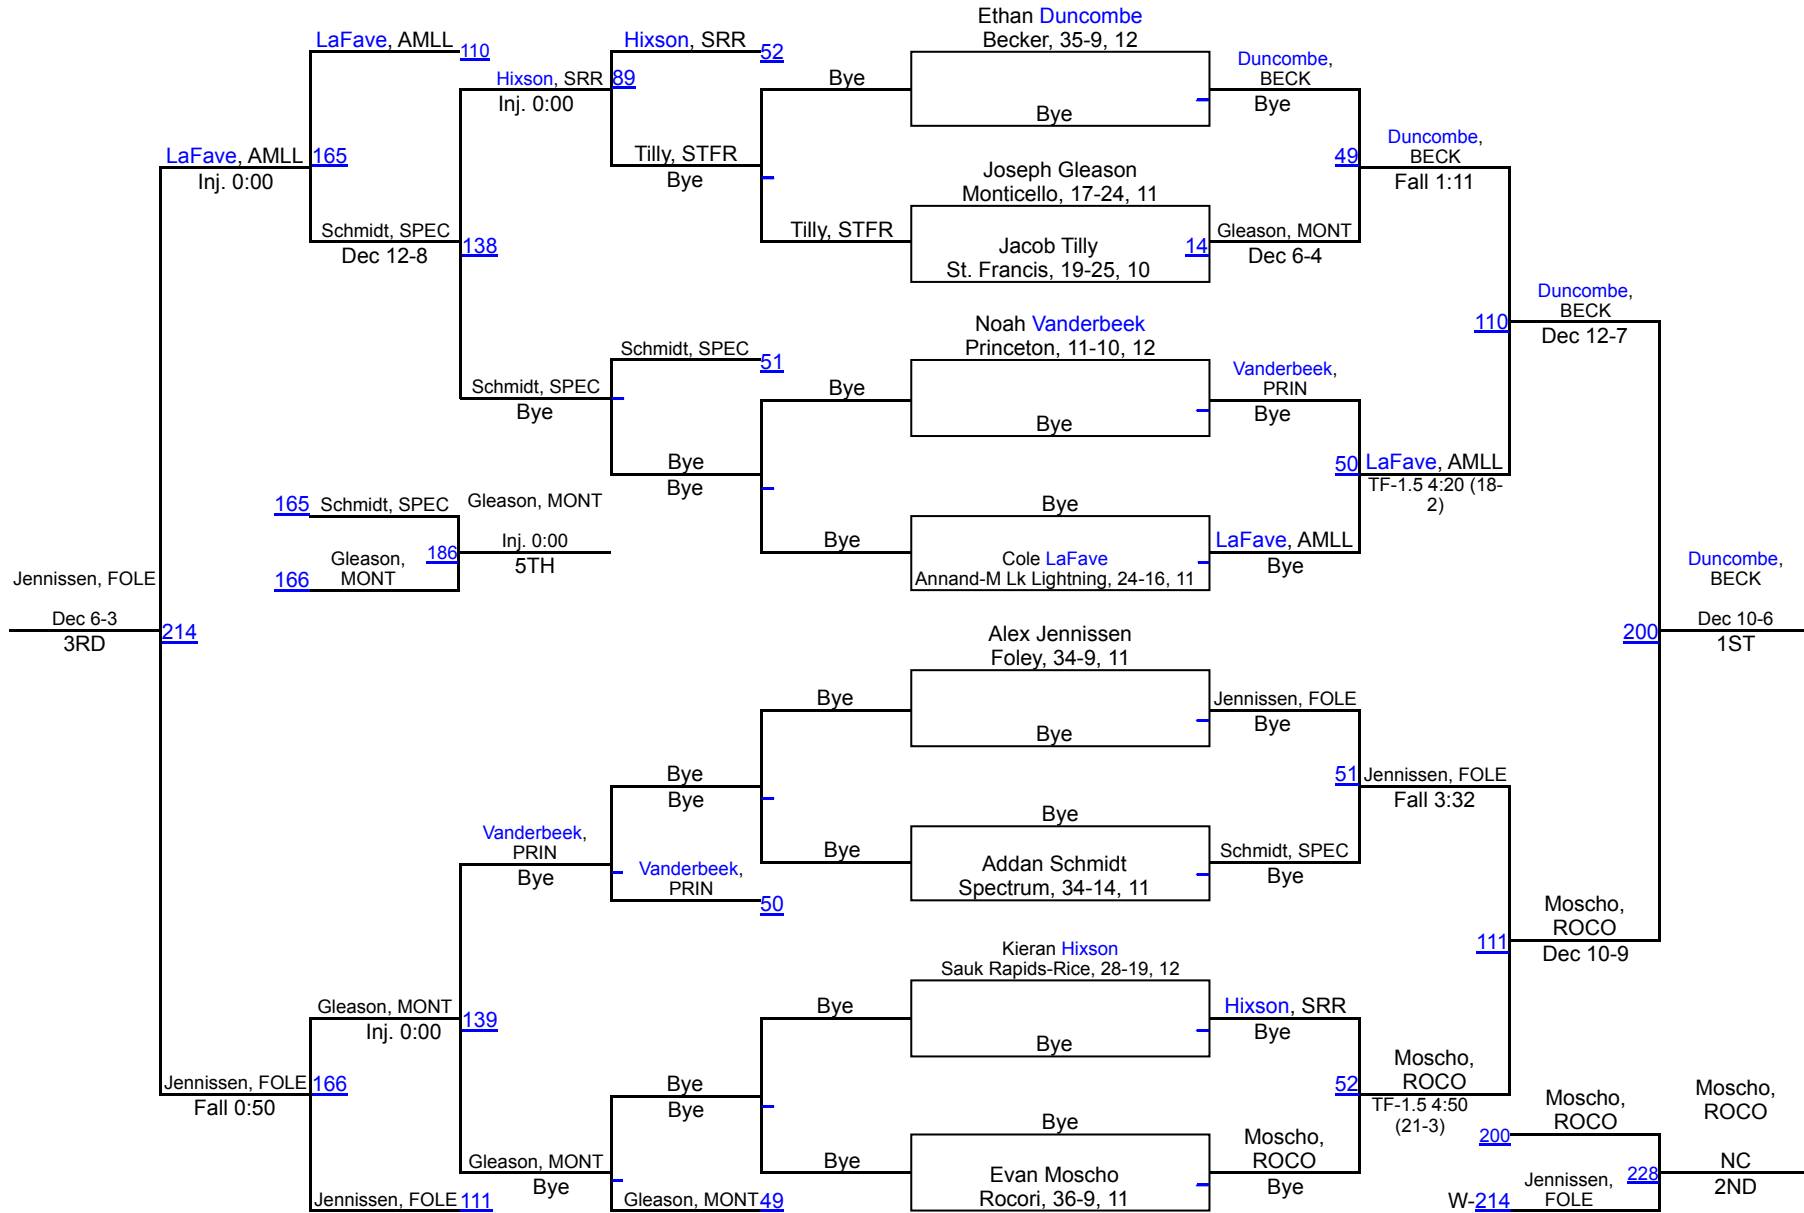 LaFave, AMLL
110
Hixson, SRR
89
Inj. 0:00
Hixson, SRR
52
Tilly, STFR
Bye
LaFave, AMLL
165
Inj. 0:00
Schmidt, SPEC
138
Dec 12-8
Schmidt, SPEC
51
Schmidt, SPEC
Bye
Bye
Bye
165
Schmidt, SPEC
Gleason, MONT
Gleason,
MONT
166
186
Inj. 0:00
5TH
Jennissen, FOLE
Dec 6-3
3RD
214
Bye
Bye
Vanderbeek,
PRIN
Bye
Vanderbeek,
PRIN
50
Gleason, MONT
139
Inj. 0:00
Jennissen, FOLE
166
Fall 0:50
Bye
Bye
Gleason, MONT
Bye
Gleason, MONT
49
Jennissen, FOLE
111
Ethan Duncombe
Becker, 35-9, 12
Bye
Bye
Duncombe,
BECK
Bye
Joseph Gleason
Monticello, 17-24, 11
Tilly, STFR
Jacob Tilly
St. Francis, 19-25, 10
14
Gleason, MONT
Dec 6-4
49
Duncombe,
BECK
Fall 1:11
Noah Vanderbeek
Princeton, 11-10, 12
Bye
Bye
Vanderbeek,
PRIN
Bye
Bye
Bye
Cole LaFave
Annand-M Lk Lightning, 24-16, 11
LaFave, AMLL
Bye
50
LaFave, AMLL
TF-1.5 4:20 (18-
2)
110
Duncombe,
BECK
Dec 12-7
Alex Jennissen
Foley, 34-9, 11
Bye
Bye
Jennissen, FOLE
Bye
Bye
Bye
Addan Schmidt
Spectrum, 34-14, 11
Schmidt, SPEC
Bye
51
Jennissen, FOLE
Fall 3:32
Kieran Hixson
Sauk Rapids-Rice, 28-19, 12
Bye
Bye
Hixson, SRR
Bye
Bye
Bye
Evan Moscho
Rocori, 36-9, 11
Moscho,
ROCO
Bye
52
Moscho,
ROCO
TF-1.5 4:50
(21-3)
111
Moscho,
ROCO
Dec 10-9
200
Duncombe,
BECK
Dec 10-6
1ST
Moscho,
ROCO
200
Jennissen,
FOLE
W-214
228
Moscho,
ROCO
NC
2ND